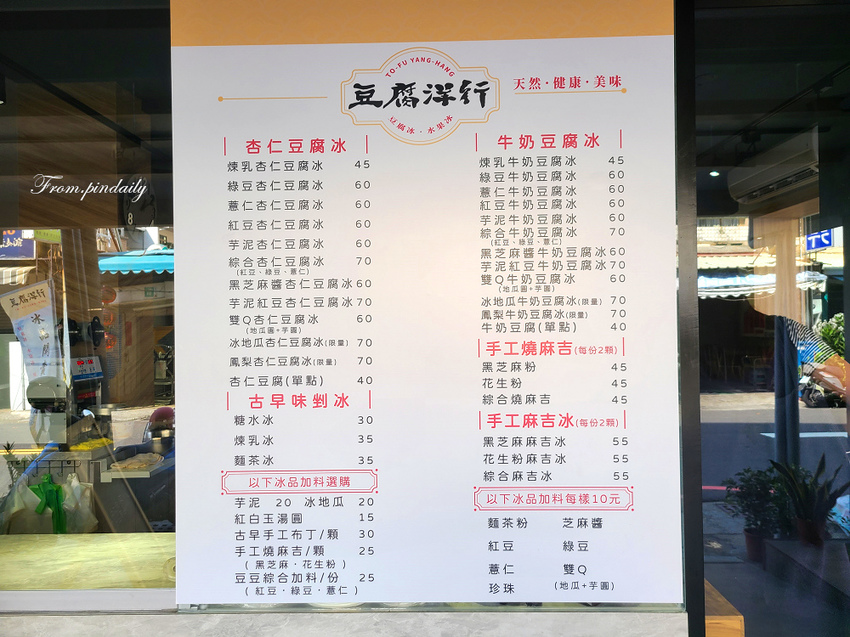 TO-FU YANG-HANG
豆腐洋行
豆腐冰·水果冰
天然·健康·美味
From.pindaily
杏仁豆腐冰
煉乳杏仁豆腐冰 45
綠豆杏仁豆腐冰 60
薏仁杏仁豆腐冰 60
紅豆杏仁豆腐冰 60
芋泥杏仁豆腐冰 60
綜合杏仁豆腐冰 70
(紅豆、綠豆、薏仁)
黑芝麻醬杏仁豆腐冰 60
芋泥紅豆杏仁豆腐冰 70
雙Q杏仁豆腐冰 60
(地瓜圓+芋圓)
冰地瓜杏仁豆腐冰(限量) 70
鳳梨杏仁豆腐冰(限量) 70
杏仁豆腐(單點) 40
古早味剉冰
糖水冰 30
煉乳冰 35
麵茶冰 35
以下冰品加料選購
芋泥 20 冰地瓜 20
紅白玉湯圓 15
古早手工布丁/顆 30
手工燒麻吉/顆 25
(黑芝麻·花生粉)
豆豆綜合加料/份 25
(紅豆·綠豆·薏仁)
牛奶豆腐冰
煉乳牛奶豆腐冰 45
綠豆牛奶豆腐冰 60
薏仁牛奶豆腐冰 60
紅豆牛奶豆腐冰 60
芋泥牛奶豆腐冰 60
綜合牛奶豆腐冰 70
(紅豆、綠豆、薏仁)
黑芝麻醬牛奶豆腐冰 60
芋泥紅豆牛奶豆腐冰 70
雙Q牛奶豆腐冰 60
(地瓜圓+芋圓)
冰地瓜牛奶豆腐冰(限量) 70
鳳梨牛奶豆腐冰(限量) 70
牛奶豆腐(單點) 40
手工燒麻吉(每份2顆)
黑芝麻粉 45
花生粉 45
綜合燒麻吉 45
手工麻吉冰(每份2顆)
黑芝麻麻吉冰 55
花生粉麻吉冰 55
綜合麻吉冰 55
以下冰品加料每樣10元
麵茶粉 芝麻醬
紅豆 綠豆
薏仁 雙Q
珍珠 (地瓜+芋圓)